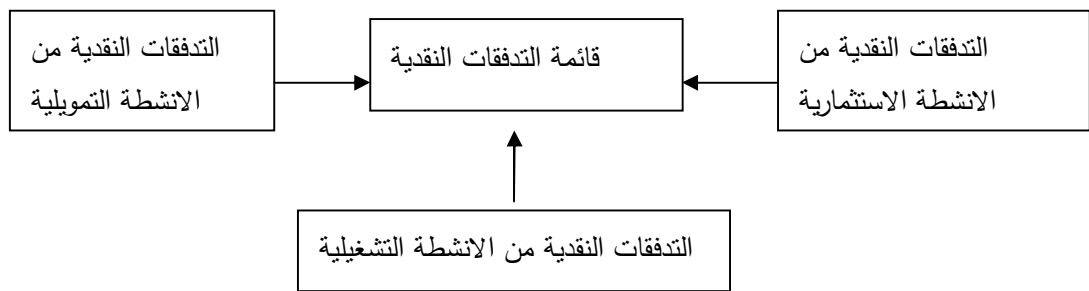 التدفقات النقدية من
الانشطة الاستثمارية
قائمة التدفقات النقدية
التدفقات النقدية من
الانشطة التمويلية
التدفقات النقدية من الانشطة التشغيلية